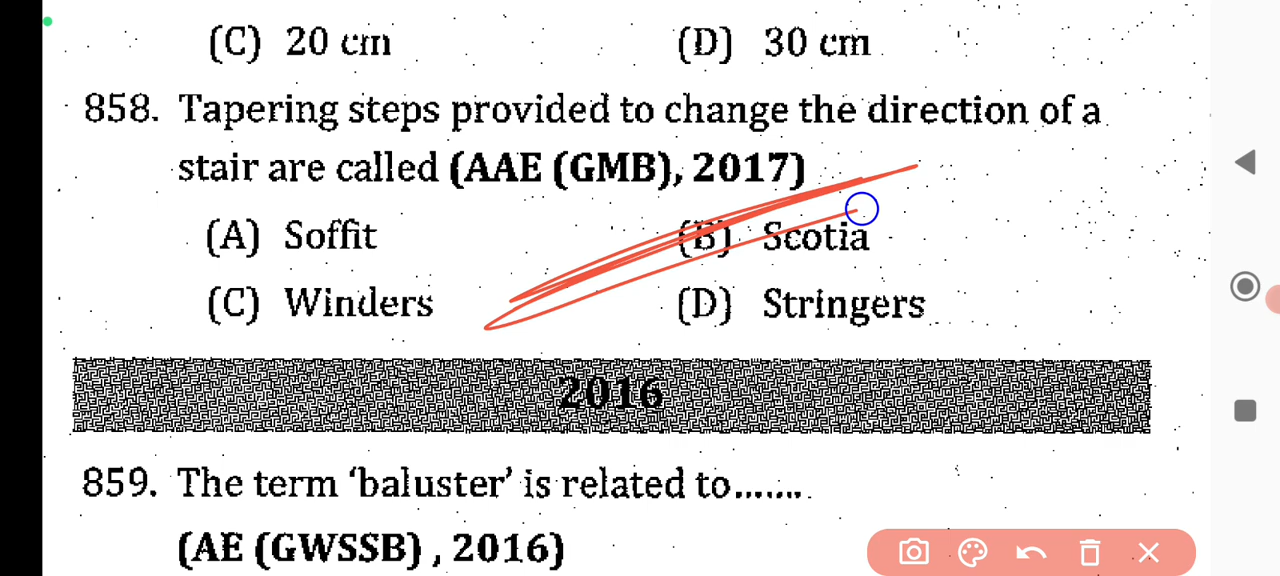 (C) 20 cm (D) 30 cm
858. Tapering steps provided to change the direction of a
stair are called (AAE (GMB), 2017)
(A) Soffit (B) Scotia
(C) Winders (D) Stringers
2016
859. The term ‘baluster’ is related to.......
(AE (GWSSB) , 2016)